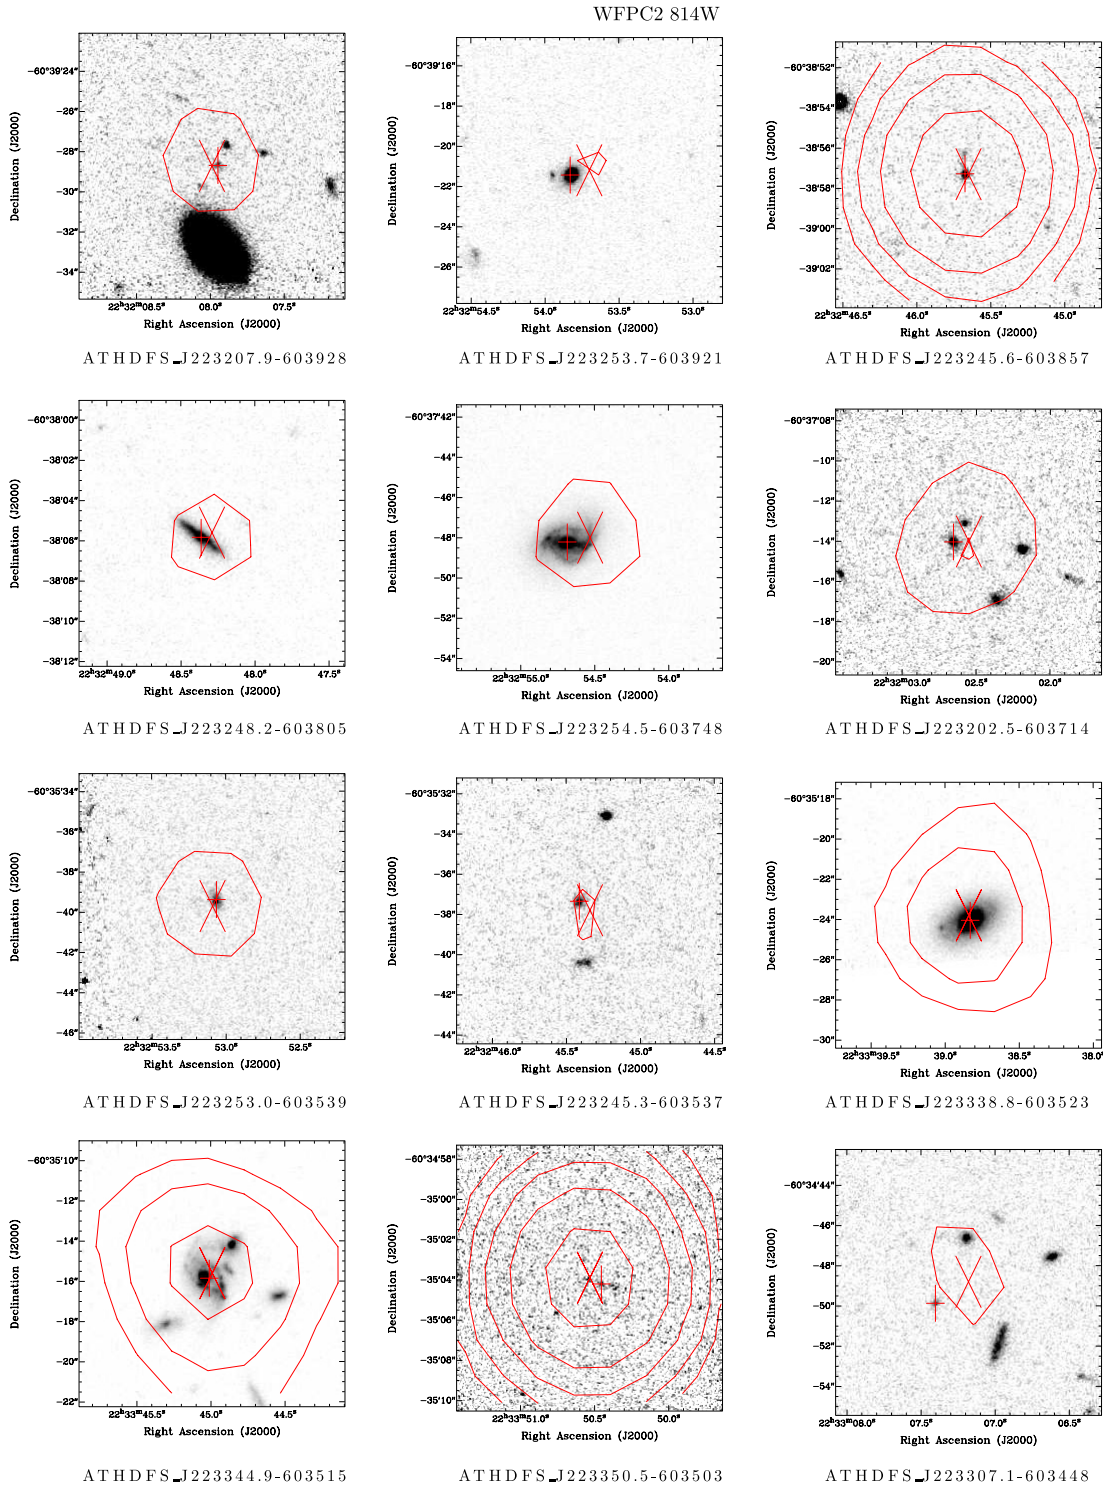 WFPC2 814W
Declination (J2000)
−60°39'24"
−26"
−28"
−30"
−32"
−34"
22ʰ32ᵐ08.5ˢ 08.0ˢ 07.5ˢ
Right Ascension (J2000)
ATHDFS_J223207.9-603928
Declination (J2000)
−60°39'16"
−18"
−20"
−22"
−24"
−26"
22ʰ32ᵐ54.5ˢ 54.0ˢ 53.5ˢ 53.0ˢ
Right Ascension (J2000)
ATHDFS_J223253.7-603921
Declination (J2000)
−60°38'52"
−38'54"
−38'56"
−38'58"
−39'00"
−39'02"
22ʰ32ᵐ46.5ˢ 46.0ˢ 45.5ˢ 45.0ˢ
Right Ascension (J2000)
ATHDFS_J223245.6-603857
Declination (J2000)
−60°38'00"
−38'02"
−38'04"
−38'06"
−38'08"
−38'10"
−38'12"
22ʰ32ᵐ49.0ˢ 48.5ˢ 48.0ˢ 47.5ˢ
Right Ascension (J2000)
ATHDFS_J223248.2-603805
Declination (J2000)
−60°37'42"
−44"
−46"
−48"
−50"
−52"
−54"
22ʰ32ᵐ55.0ˢ 54.5ˢ 54.0ˢ
Right Ascension (J2000)
ATHDFS_J223254.5-603748
Declination (J2000)
−60°37'08"
−10"
−12"
−14"
−16"
−18"
−20"
22ʰ32ᵐ03.0ˢ 02.5ˢ 02.0ˢ
Right Ascension (J2000)
ATHDFS_J223202.5-603714
Declination (J2000)
−60°35'34"
−36"
−38"
−40"
−42"
−44"
−46"
22ʰ32ᵐ53.5ˢ 53.0ˢ 52.5ˢ
Right Ascension (J2000)
ATHDFS_J223253.0-603539
Declination (J2000)
−60°35'32"
−34"
−36"
−38"
−40"
−42"
−44"
22ʰ32ᵐ46.0ˢ 45.5ˢ 45.0ˢ 44.5ˢ
Right Ascension (J2000)
ATHDFS_J223245.3-603537
Declination (J2000)
−60°35'18"
−20"
−22"
−24"
−26"
−28"
−30"
22ʰ33ᵐ39.5ˢ 39.0ˢ 38.5ˢ 38.0ˢ
Right Ascension (J2000)
ATHDFS_J223338.8-603523
Declination (J2000)
−60°35'10"
−12"
−14"
−16"
−18"
−20"
−22"
22ʰ33ᵐ45.5ˢ 45.0ˢ 44.5ˢ
Right Ascension (J2000)
ATHDFS_J223344.9-603515
Declination (J2000)
−60°34'58"
−35'00"
−35'02"
−35'04"
−35'06"
−35'08"
−35'10"
22ʰ33ᵐ51.0ˢ 50.5ˢ 50.0ˢ
Right Ascension (J2000)
ATHDFS_J223350.5-603503
Declination (J2000)
−60°34'44"
−46"
−48"
−50"
−52"
−54"
22ʰ33ᵐ08.0ˢ 07.5ˢ 07.0ˢ 06.5ˢ
Right Ascension (J2000)
ATHDFS_J223307.1-603448